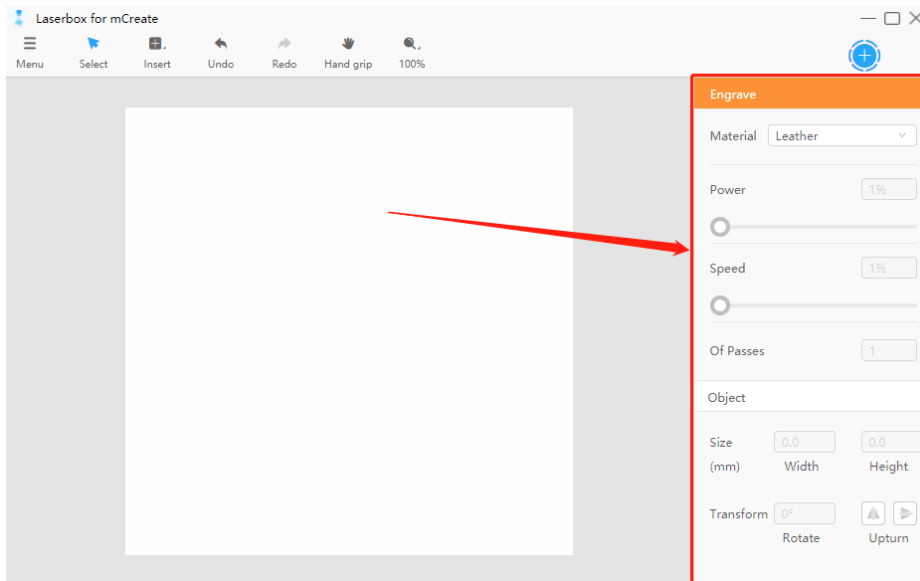 Laserbox for mCreate
Menu Select Insert Undo Redo Hand grip 100%
Engrave
Material Leather
Power 1%
Speed 1%
Of Passes 1
Object
Size 0.0 0.0
(mm) Width Height
Transform 0°
Rotate Upturn